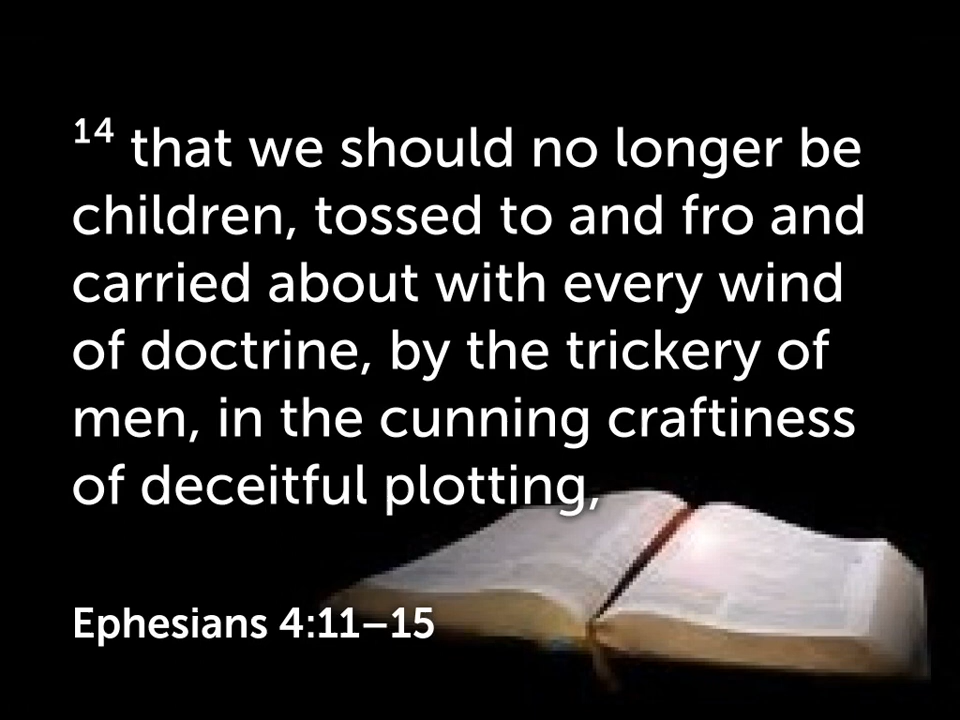 14 that we should no longer be
children, tossed to and fro and
carried about with every wind
of doctrine, by the trickery of
men, in the cunning craftiness
of deceitful plotting,
Ephesians 4:11–15